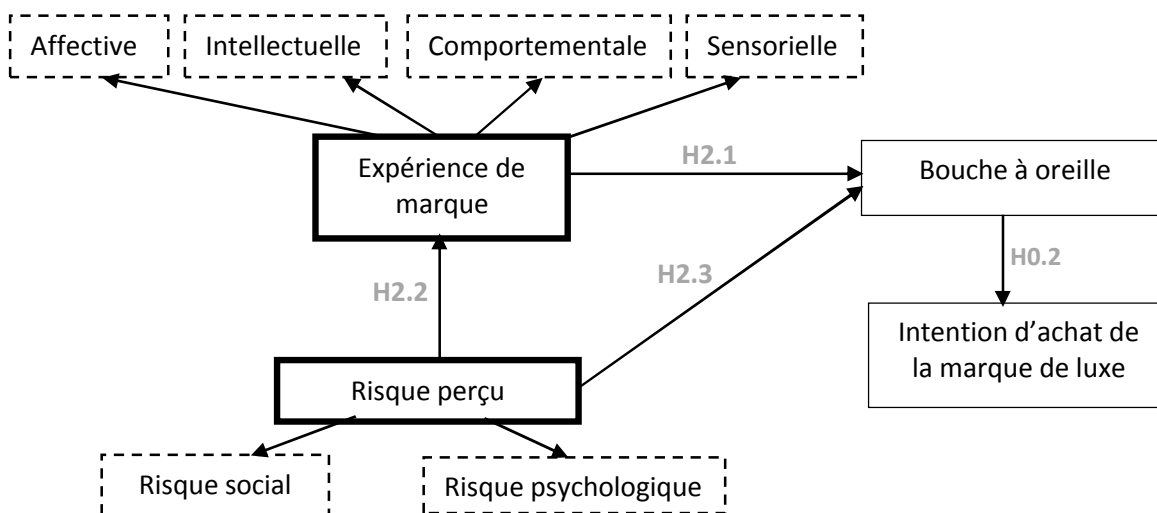 Affective
Intellectuelle
Comportementale
Sensorielle
Expérience de
marque
H2.1
Bouche à oreille
H2.2
H2.3
H0.2
Intention d’achat de
la marque de luxe
Risque perçu
Risque social
Risque psychologique